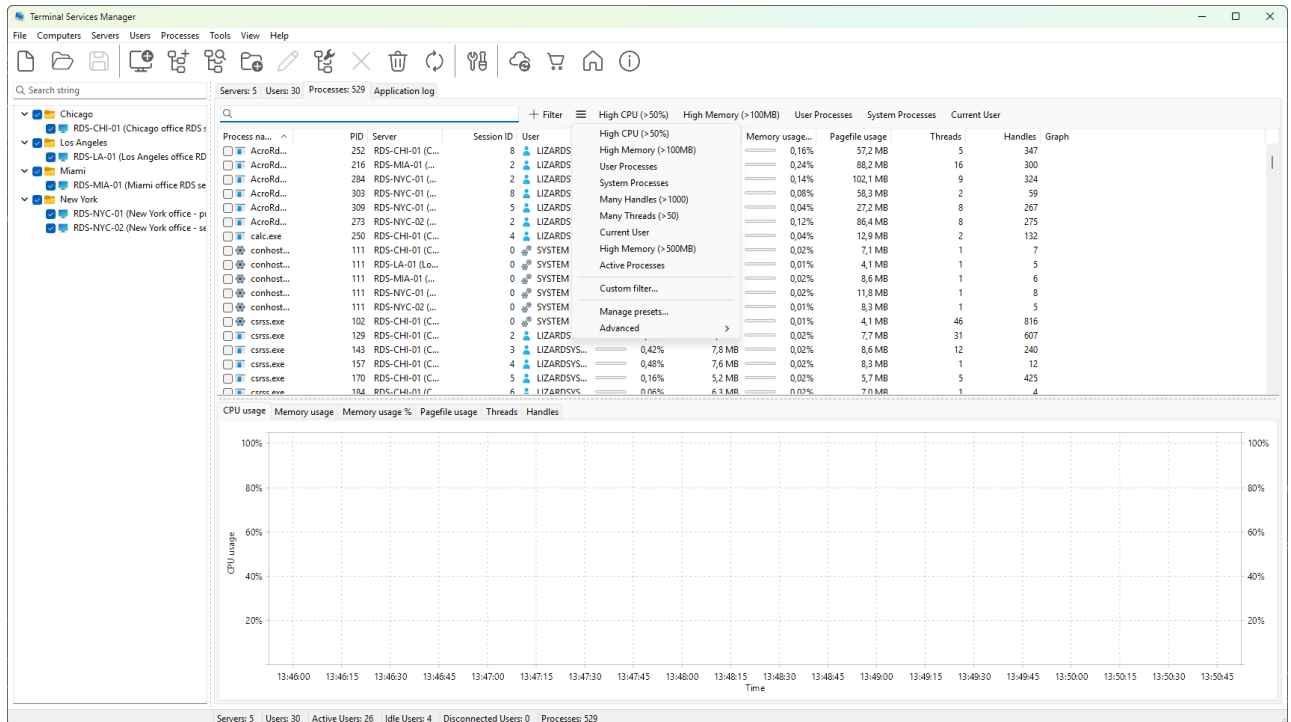 Terminal Services Manager
File Computers Servers Users Processes Tools View Help
Search string
Chicago
RDS-CHI-01 (Chicago office RDS
Los Angeles
RDS-LA-01 (Los Angeles office RD
Miami
RDS-MIA-01 (Miami office RDS se
New York
RDS-NYC-01 (New York office - pr
RDS-NYC-02 (New York office - se
Servers: 5 Users: 30 Processes: 529 Application log
Filter High CPU (>50%) High Memory (>100MB) User Processes System Processes Current User
Process na... PID Server Session ID User Memory usage... Pagefile usage Threads Handles Graph
AcroRd... 252 RDS-CHI-01 (C... 8 LIZARDS 0,16% 57,2 MB 5 347
AcroRd... 216 RDS-MIA-01 (... 2 LIZARDS 0,24% 88,2 MB 16 300
AcroRd... 284 RDS-NYC-01 (... 2 LIZARDS 0,14% 102,1 MB 9 324
AcroRd... 303 RDS-NYC-01 (... 8 LIZARDS 0,08% 58,3 MB 2 59
AcroRd... 309 RDS-NYC-01 (... 5 LIZARDS 0,04% 27,2 MB 8 267
AcroRd... 273 RDS-NYC-02 (... 2 LIZARDS 0,12% 86,4 MB 8 275
calc.exe 250 RDS-CHI-01 (C... 4 LIZARDS 0,04% 12,9 MB 2 132
conhost... 111 RDS-CHI-01 (C... 0 SYSTEM 0,02% 7,1 MB 1 7
conhost... 111 RDS-LA-01 (Lo... 0 SYSTEM 0,01% 4,1 MB 1 5
conhost... 111 RDS-MIA-01 (... 0 SYSTEM 0,02% 8,6 MB 1 6
conhost... 111 RDS-NYC-01 (... 0 SYSTEM 0,02% 11,8 MB 1 8
conhost... 111 RDS-NYC-02 (... 0 SYSTEM 0,01% 8,3 MB 1 5
csrss.exe 102 RDS-CHI-01 (C... 0 SYSTEM 0,01% 4,1 MB 46 816
csrss.exe 129 RDS-CHI-01 (C... 2 LIZARDS 0,02% 7,7 MB 31 607
csrss.exe 143 RDS-CHI-01 (C... 3 LIZARDSYS... 0,42% 7,8 MB 0,02% 8,6 MB 12 240
csrss.exe 157 RDS-CHI-01 (C... 4 LIZARDSYS... 0,48% 7,6 MB 0,02% 8,3 MB 1 12
csrss.exe 170 RDS-CHI-01 (C... 5 LIZARDSYS... 0,16% 5,2 MB 0,02% 5,7 MB 5 425
csrss.exe 184 RDS-CHI-01 (C 6 LIZARDSYS... 0,06% 6,3 MB 0,02% 7,0 MB 1 4
High CPU (>50%)
High Memory (>100MB)
User Processes
System Processes
Many Handles (>1000)
Many Threads (>50)
Current User
High Memory (>500MB)
Active Processes
Custom filter...
Manage presets...
Advanced
CPU usage Memory usage Memory usage % Pagefile usage Threads Handles
100% 100%
80% 80%
60% 60%
40% 40%
20% 20%
CPU usage
13:46:00 13:46:15 13:46:30 13:46:45 13:47:00 13:47:15 13:47:30 13:47:45 13:48:00 13:48:15 13:48:30 13:48:45 13:49:00 13:49:15 13:49:30 13:49:45 13:50:00 13:50:15 13:50:30 13:50:45
Time
Servers: 5 Users: 30 Active Users: 26 Idle Users: 4 Disconnected Users: 0 Processes: 529